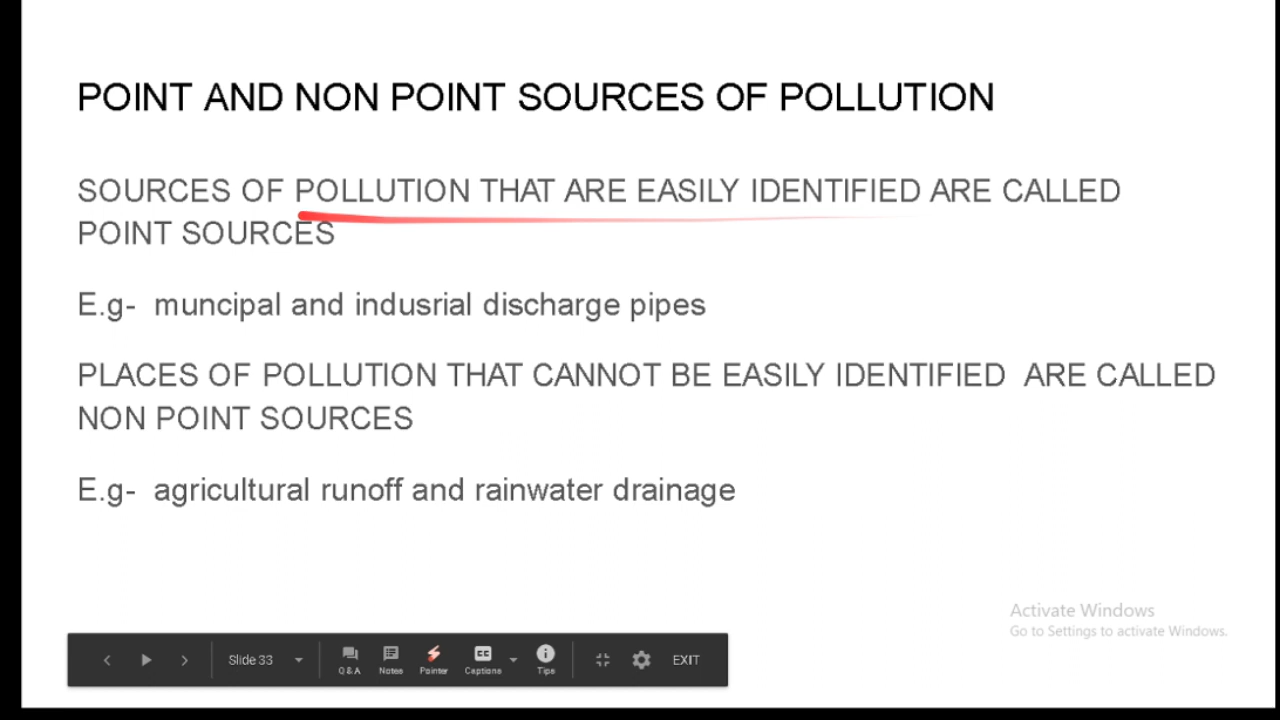 POINT AND NON POINT SOURCES OF POLLUTION
SOURCES OF POLLUTION THAT ARE EASILY IDENTIFIED ARE CALLED
POINT SOURCES
E.g- muncipal and indusrial discharge pipes
PLACES OF POLLUTION THAT CANNOT BE EASILY IDENTIFIED ARE CALLED
NON POINT SOURCES
E.g- agricultural runoff and rainwater drainage
Activate Windows
Go to Settings to activate Windows.
Slide 33
Q&A Notes Pointer CC Captions Tips EXIT